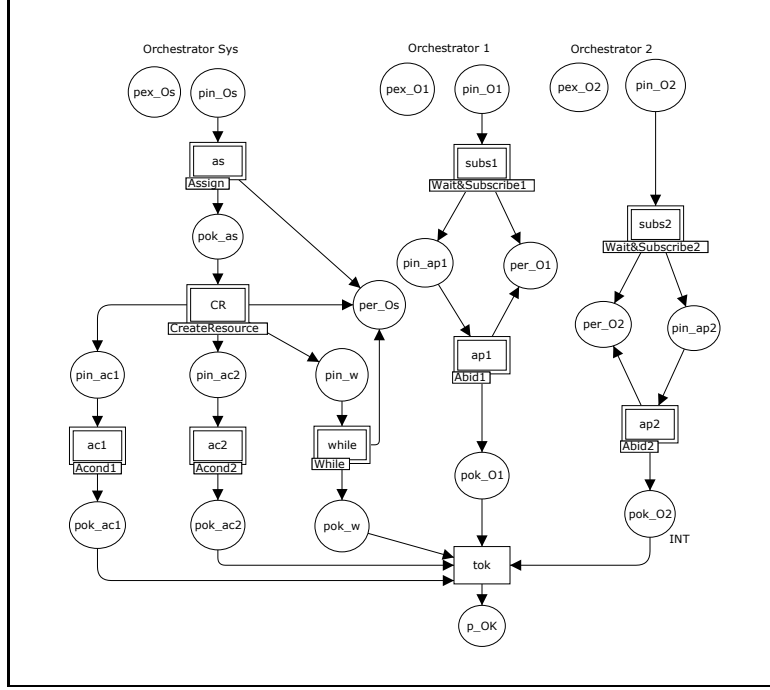 Orchestrator Sys
Orchestrator 1
Orchestrator 2
pex_Os
pin_Os
pex_O1
pin_O1
pex_O2
pin_O2
as
Assign
subs1
Wait&Subscribe1
subs2
Wait&Subscribe2
pok_as
pin_ap1
per_O1
CR
CreateResource
per_Os
per_O2
pin_ap2
ap1
Abid1
pin_ac1
pin_ac2
pin_w
ac1
Acond1
ac2
Acond2
while
While
ap2
Abid2
pok_O1
pok_ac1
pok_ac2
pok_w
pok_O2
INT
tok
p_OK